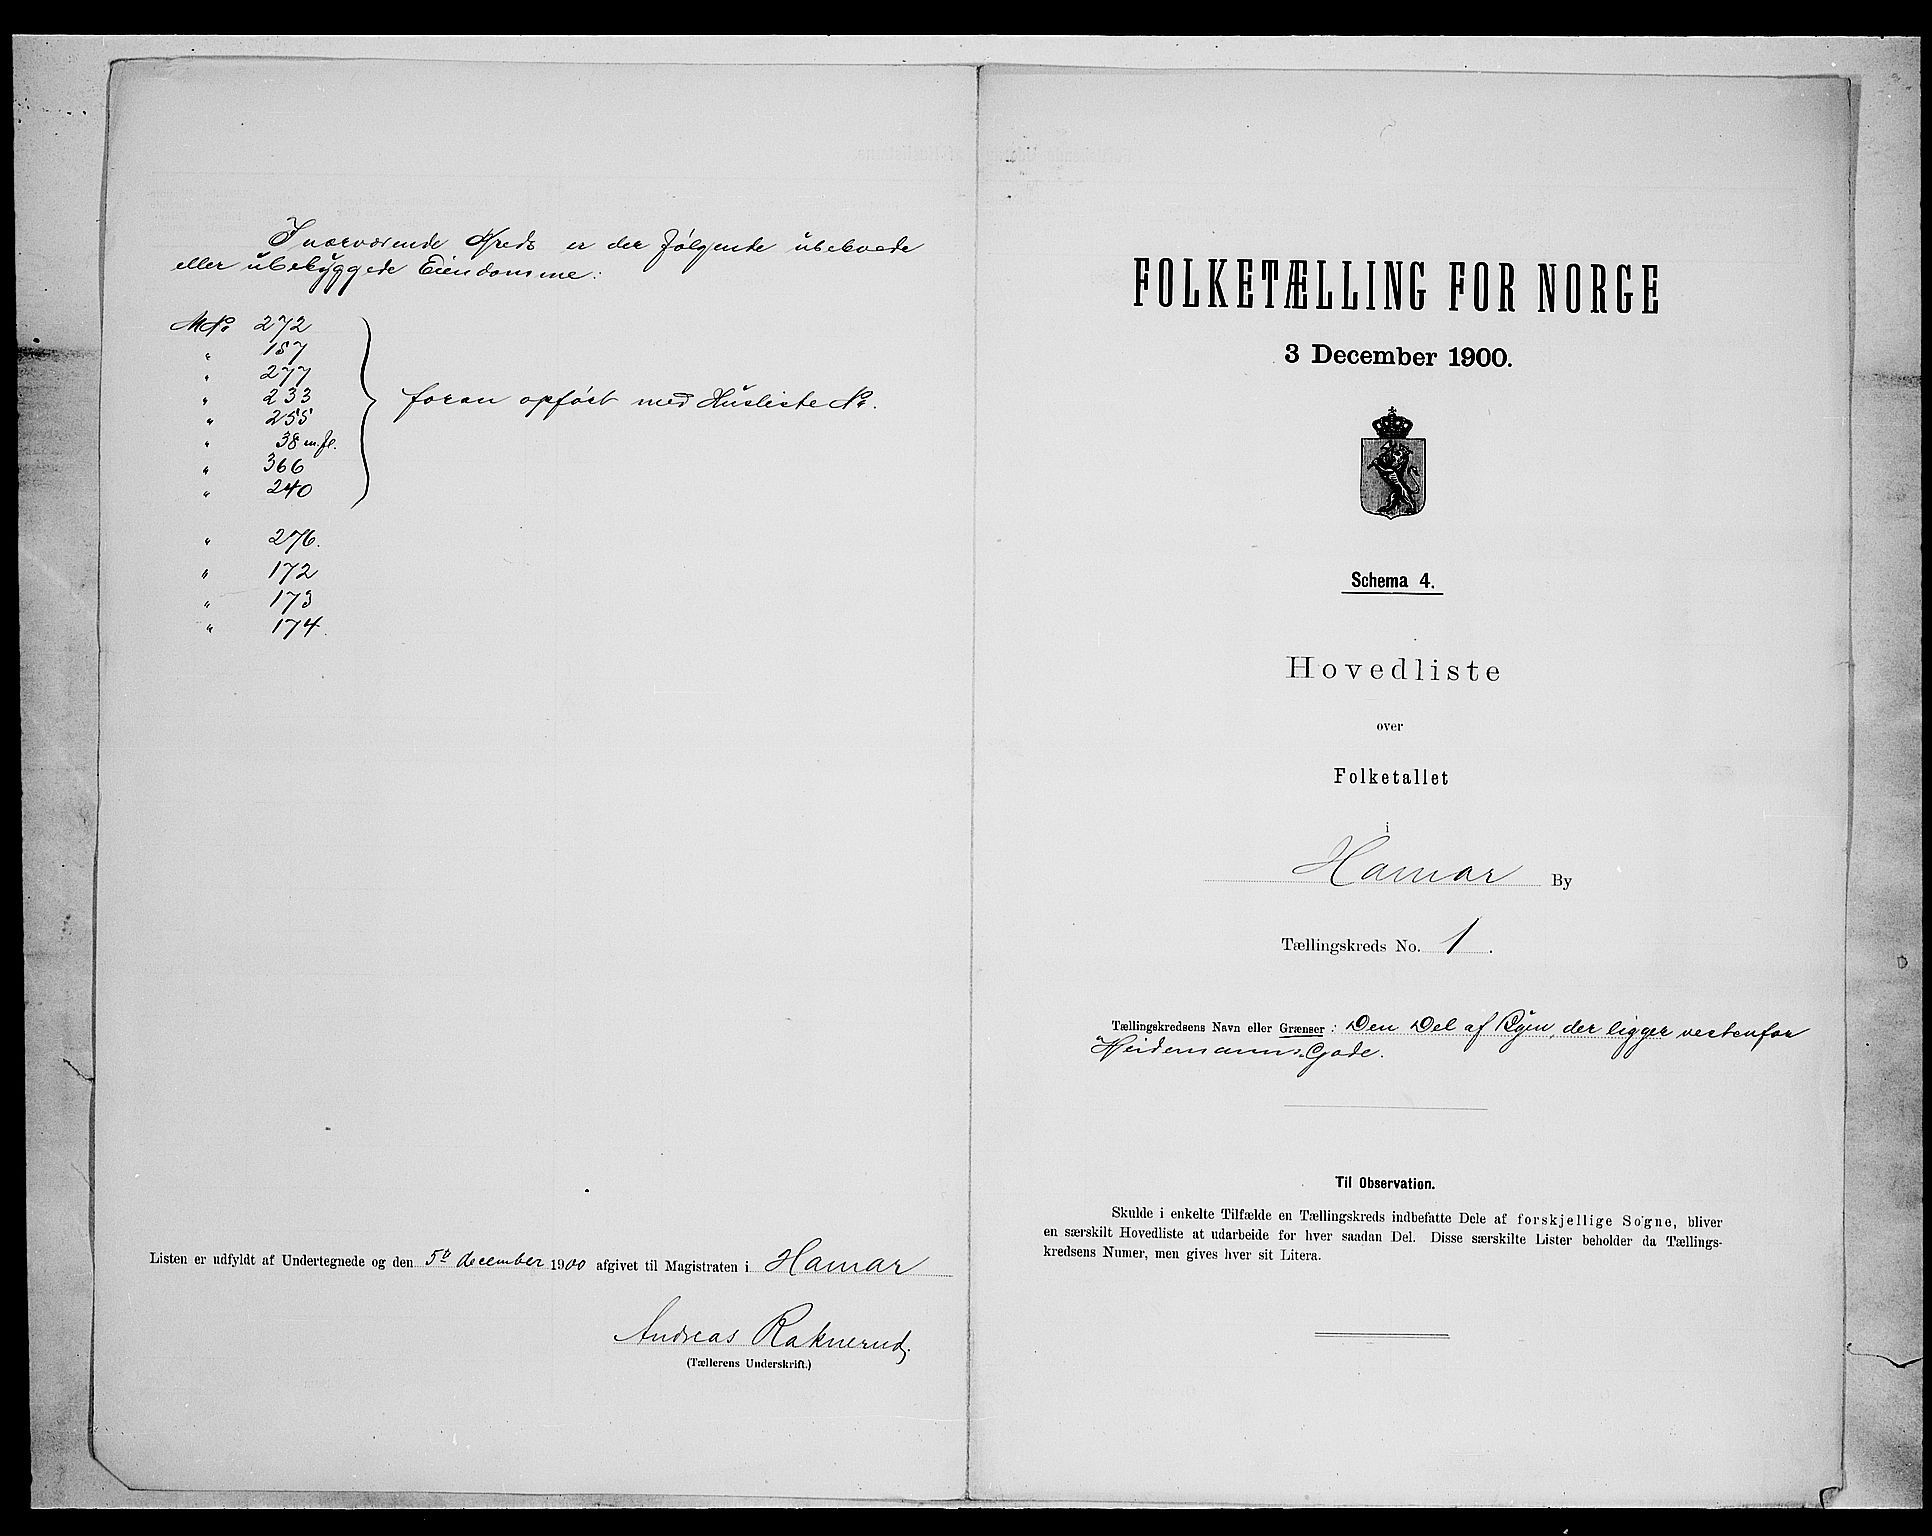 I nærværende Kreds er der følgende ubeboede
eller ubebyggede Eiendomme:
MNo. 272
" 187
" 277
" 233
" 255
" 38 m.fl.
" 366
" 240
foran opført med Husliste No.
" 276.
" 172
" 173
" 174.
Listen er udfyldt af Undertegnede og den 5te december 1900 afgivet til Magistraten i Hamar
Andreas Raknerud,
(Tællerens Underskrift.)
FOLKETÆLLING FOR NORGE
3 December 1900.
Schema 4.
Hovedliste
over
Folketallet
i
Hamar By
Tællingskreds No. 1.
Tællingskredsens Navn eller Grænser: Den Del af Byen, der ligger vestenfor
Heidemanns Gade.
Til Observation.
Skulde i enkelte Tilfælde en Tællingskreds indbefatte Dele af forskjellige Sogne, bliver
en særskilt Hovedliste at udarbeide for hver saadan Del. Disse særskilte Lister beholder da Tællings-
kredsens Numer, men gives hver sit Litera.